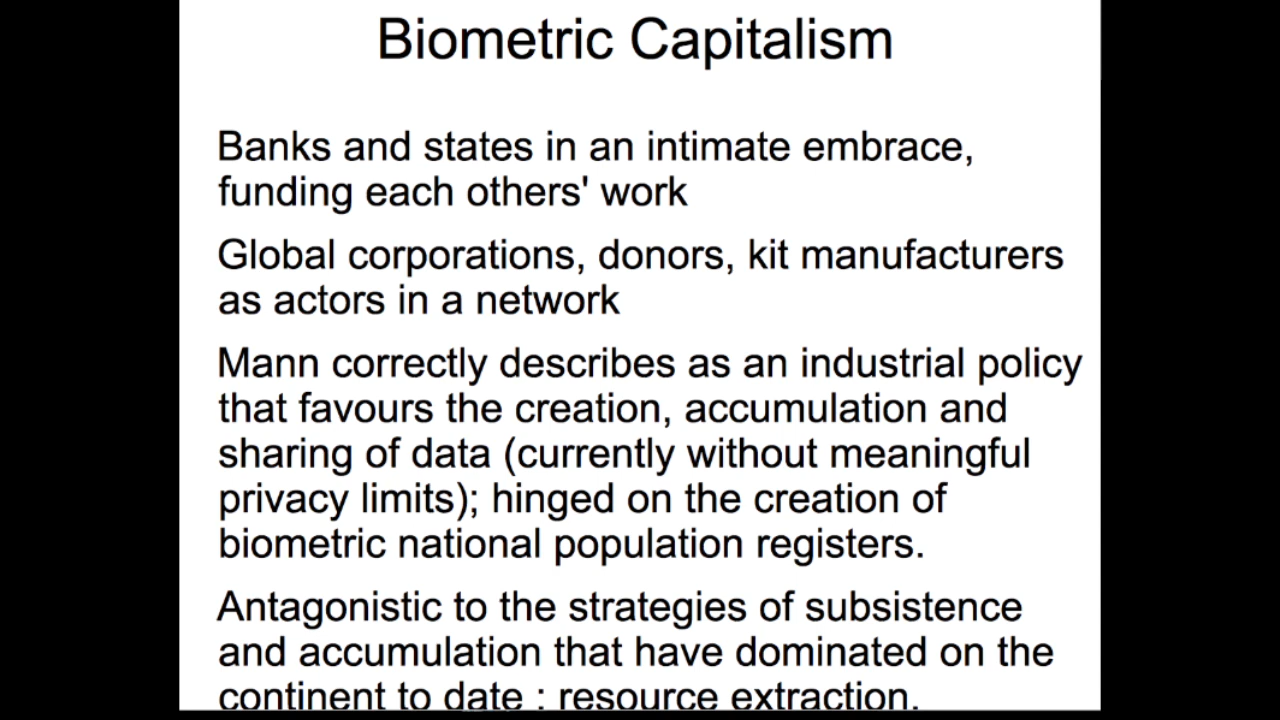 Biometric Capitalism
Banks and states in an intimate embrace,
funding each others' work
Global corporations, donors, kit manufacturers
as actors in a network
Mann correctly describes as an industrial policy
that favours the creation, accumulation and
sharing of data (currently without meaningful
privacy limits); hinged on the creation of
biometric national population registers.
Antagonistic to the strategies of subsistence
and accumulation that have dominated on the
continent to date : resource extraction.